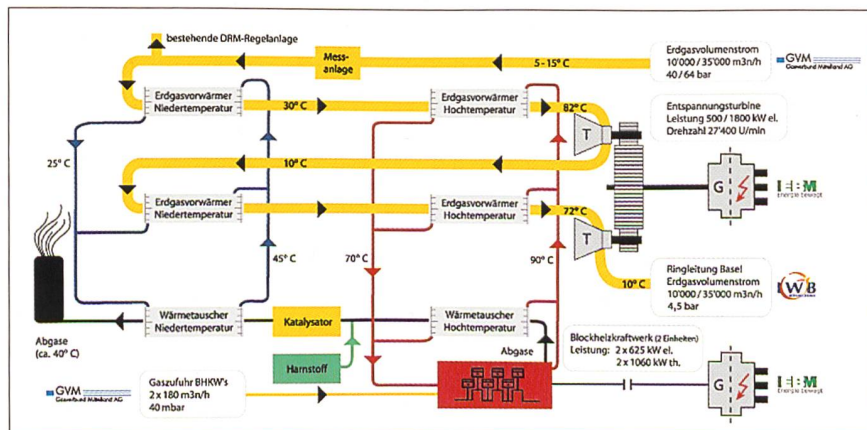 bestehende DRM-Regelanlage
Mess-
anlage
5-15° C
Erdgasvolumenstrom
10'000 / 35'000 m3n/h
40 / 64 bar
GVM
Gasverbund Mittelland AG
Erdgasvorwärmer
Niedertemperatur
30° C
Erdgasvorwärmer
Hochtemperatur
82° C
T
Entspannungsturbine
Leistung 500 / 1800 kW el.
Drehzahl 27'400 U/min
25° C
10° C
G
EBM
Energie bewegt
Erdgasvorwärmer
Niedertemperatur
Erdgasvorwärmer
Hochtemperatur
72° C
T
45° C
70° C
90° C
10° C
Ringleitung Basel
Erdgasvolumenstrom
10'000 / 35'000 m3n/h
4,5 bar
IWB
Abgase
(ca. 40° C)
Wärmetauscher
Niedertemperatur
Katalysator
Wärmetauscher
Hochtemperatur
Harnstoff
Abgase
Blockheizkraftwerk (2 Einheiten)
Leistung: 2 x 625 kW el.
2 x 1060 kW th.
GVM
Gasverbund Mittelland AG
Gaszufuhr BHKW's
2 x 180 m3n/h
40 mbar
G
EBM
Energie bewegt